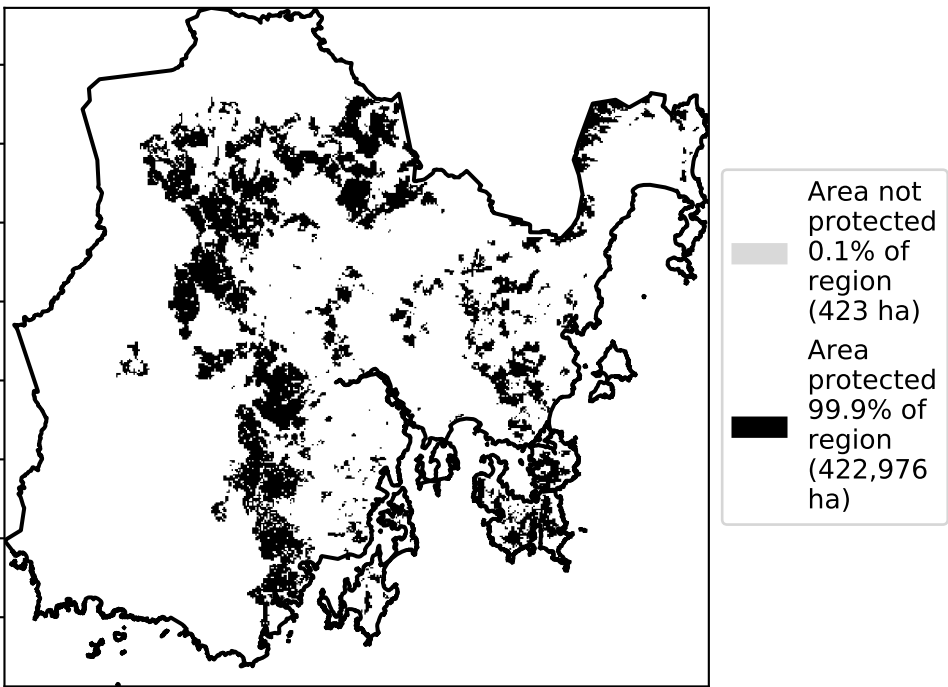 Area not
protected
0.1% of
region
(423 ha)
Area
protected
99.9% of
region
(422,976
ha)